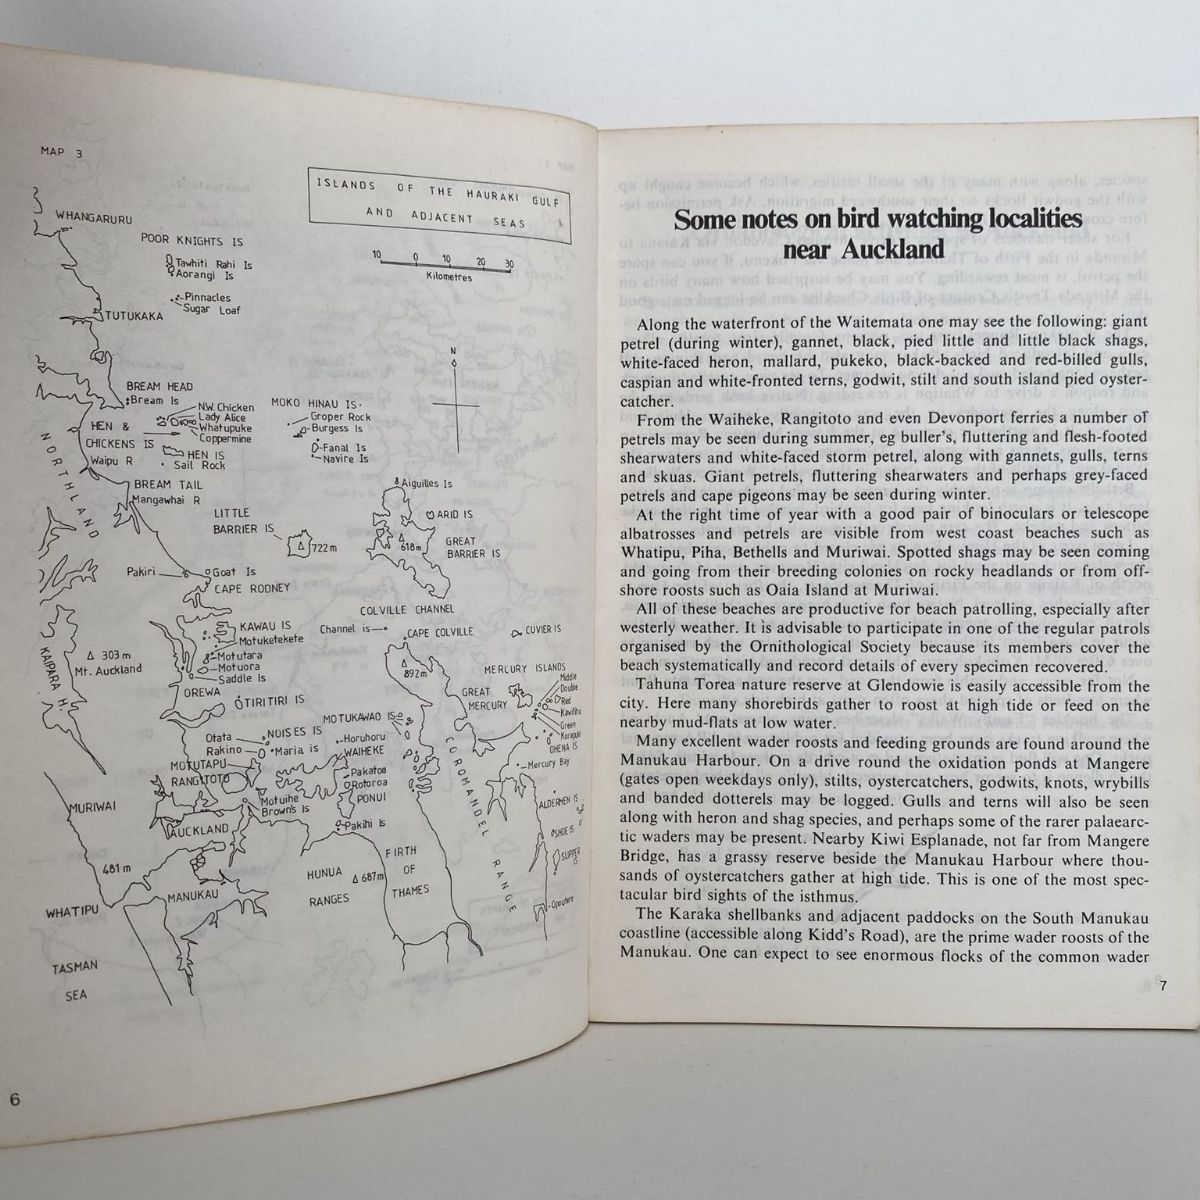 MAP 3
ISLANDS OF THE HAURAKI GULF
AND ADJACENT SEAS
10 0 10 20 30
Kilometres
N
WHANGARURU
POOR KNIGHTS IS
Tawhiti Rahi Is
Aorangi Is
Pinnacles
Sugar Loaf
TUTUKAKA
BREAM HEAD
Bream Is
NW. Chicken
Lady Alice
Whatupuke
Coppermine
HEN &
CHICKENS IS
HEN IS
Sail Rock
MOKO HINAU IS.
Groper Rock
Burgess Is
Fanal Is
Navire Is
Waipu R
NORTHLAND
BREAM TAIL
Mangawhai R
LITTLE
BARRIER IS
722 m
Aiguilles Is
ARID IS
618m
GREAT
BARRIER IS
Pakiri
Goat Is
CAPE RODNEY
COLVILLE CHANNEL
Channel is
CAPE COLVILLE
CUVIER IS
KAWAU IS
Motuketekete
Motutara
Motuora
Saddle Is
303 m
Mt. Auckland
KAIPARA H.
892m
MERCURY ISLANDS
GREAT
MERCURY
Middle
Double
Red
Kawitihu
Green
Korapuki
OHENA IS
Mercury Bay
OREWA
TIRITIRI IS
MOTUKAWAO IS
Otata
NOISES IS
Rakino
Maria is
Horuhoru
WAIHEKE
MOTUTAPU
RANGITOTO
Pakatoa
Rotoroa
PONUI
Motuihe
Browns Is
Pakihi Is
MURIWAI
AUCKLAND
COROMANDEL RANGE
ALDERMEN IS
SHOE IS
SLIPPER
IS
481 m
HUNUA
RANGES
687m
FIRTH
OF
THAMES
MANUKAU
WHATIPU
Opoutere
TASMAN
SEA
6
Some notes on bird watching localities
near Auckland
Along the waterfront of the Waitemata one may see the following: giant
petrel (during winter), gannet, black, pied little and little black shags,
white-faced heron, mallard, pukeko, black-backed and red-billed gulls,
caspian and white-fronted terns, godwit, stilt and south island pied oyster-
catcher.
From the Waiheke, Rangitoto and even Devonport ferries a number of
petrels may be seen during summer, eg buller's, fluttering and flesh-footed
shearwaters and white-faced storm petrel, along with gannets, gulls, terns
and skuas. Giant petrels, fluttering shearwaters and perhaps grey-faced
petrels and cape pigeons may be seen during winter.
At the right time of year with a good pair of binoculars or telescope
albatrosses and petrels are visible from west coast beaches such as
Whatipu, Piha, Bethells and Muriwai. Spotted shags may be seen coming
and going from their breeding colonies on rocky headlands or from off-
shore roosts such as Oaia Island at Muriwai.
All of these beaches are productive for beach patrolling, especially after
westerly weather. It is advisable to participate in one of the regular patrols
organised by the Ornithological Society because its members cover the
beach systematically and record details of every specimen recovered.
Tahuna Torea nature reserve at Glendowie is easily accessible from the
city. Here many shorebirds gather to roost at high tide or feed on the
nearby mud-flats at low water.
Many excellent wader roosts and feeding grounds are found around the
Manukau Harbour. On a drive round the oxidation ponds at Mangere
(gates open weekdays only), stilts, oystercatchers, godwits, knots, wrybills
and banded dotterels may be logged. Gulls and terns will also be seen
along with heron and shag species, and perhaps some of the rarer palaearc-
tic waders may be present. Nearby Kiwi Esplanade, not far from Mangere
Bridge, has a grassy reserve beside the Manukau Harbour where thou-
sands of oystercatchers gather at high tide. This is one of the most spec-
tacular bird sights of the isthmus.
The Karaka shellbanks and adjacent paddocks on the South Manukau
coastline (accessible along Kidd's Road), are the prime wader roosts of the
Manukau. One can expect to see enormous flocks of the common wader
7